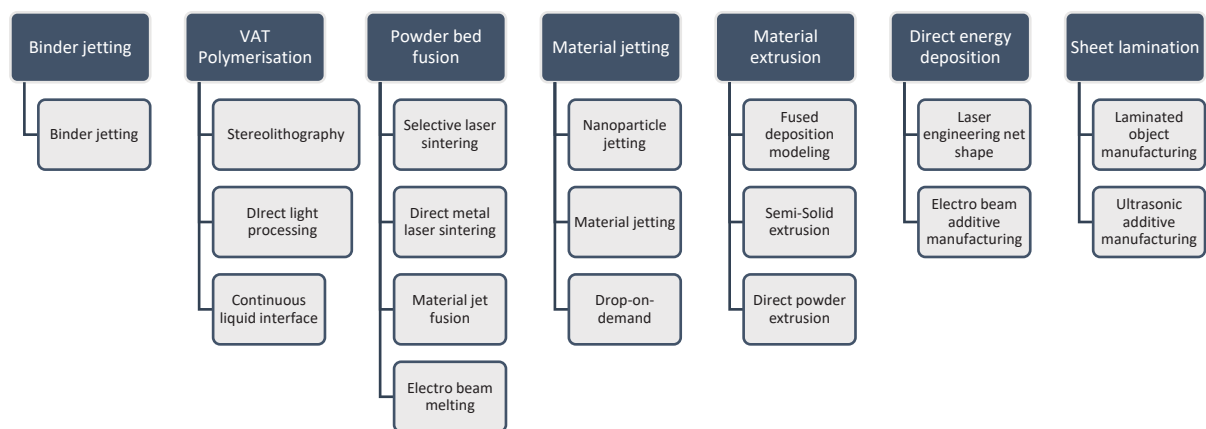 Binder jetting
Binder jetting
VAT
Polymerisation
Stereolithography
DIrect light
processing
Continuous
liquid interface
Powder bed
fusion
Selective laser
sintering
Direct metal
laser sintering
Material jet
fusion
Electro beam
melting
Material jetting
Nanoparticle
jetting
Material jetting
Drop-on-
demand
Material
extrusion
Fused
deposition
modeling
Semi-Solid
extrusion
Direct powder
extrusion
Direct energy
deposition
Laser
engineering net
shape
Electro beam
additive
manufacturing
Sheet lamination
Laminated
object
manufacturing
Ultrasonic
additive
manufacturing